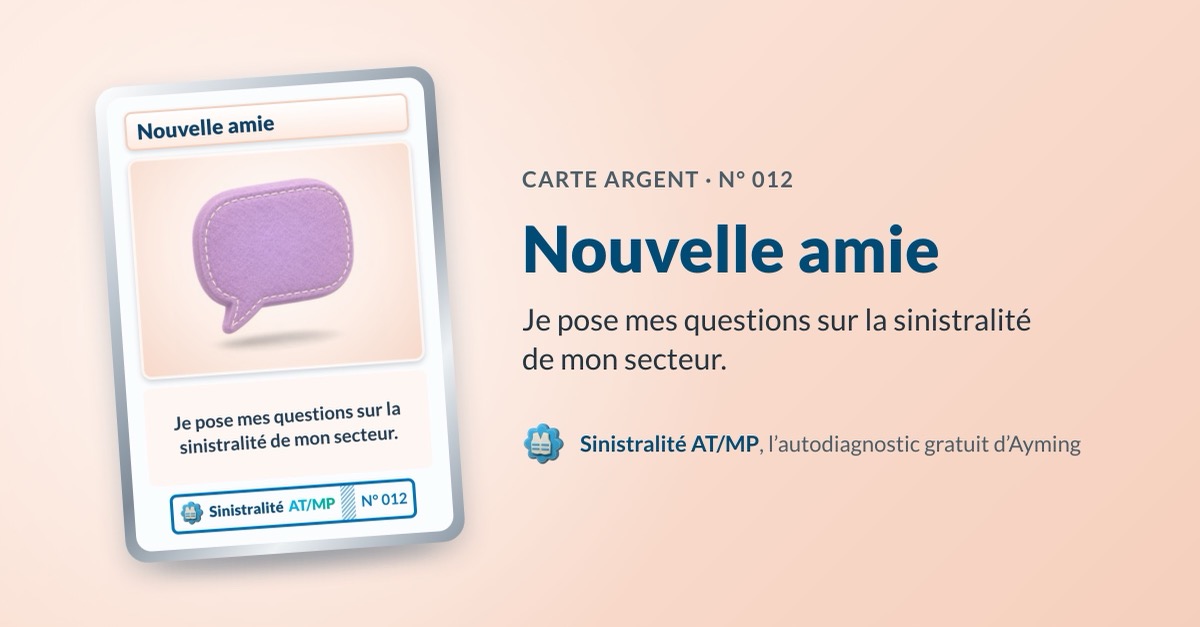 Nouvelle amie
Je pose mes questions sur la
sinistralité de mon secteur.
Sinistralité AT/MP N° 012
CARTE ARGENT · N° 012
Nouvelle amie
Je pose mes questions sur la sinistralité
de mon secteur.
Sinistralité AT/MP, l’autodiagnostic gratuit d’Ayming